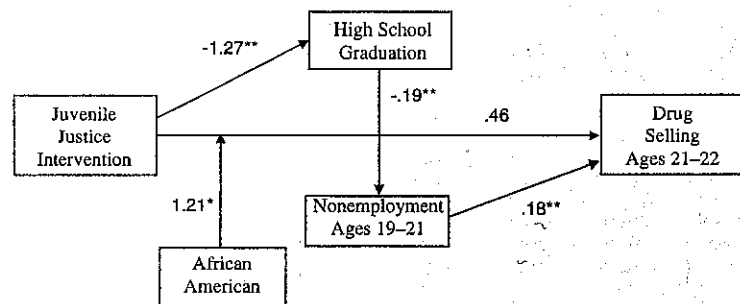 High School
Graduation
-1.27**
-.19**
.46
Juvenile
Justice
Intervention
Drug
Selling
Ages 21–22
1.21*
Nonemployment
Ages 19–21
.18**
African
American